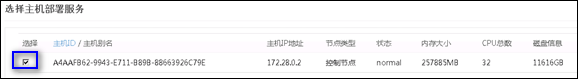 选择主机部署服务
选择 主机ID / 主机别名 主机IP地址 节点类型 状态 内存大小 CPU总数 磁盘信息
A4AAFB62-9943-E711-B89B-88663926C79E 172.28.0.2 控制节点 normal 257885MB 32 11616GB